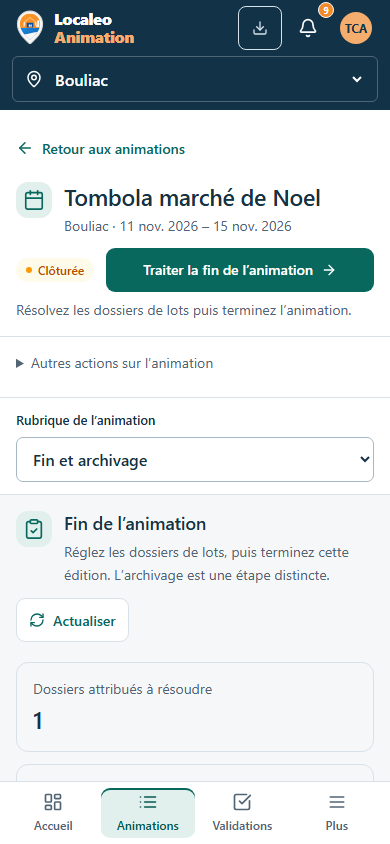 Localeo
Animation
9
TCA
Bouliac
Retour aux animations
Tombola marché de Noel
Bouliac · 11 nov. 2026 – 15 nov. 2026
Clôturée
Traiter la fin de l’animation
Résolvez les dossiers de lots puis terminez l’animation.
Autres actions sur l’animation
Rubrique de l’animation
Fin et archivage
Fin de l’animation
Réglez les dossiers de lots, puis terminez cette
édition. L’archivage est une étape distincte.
Actualiser
Dossiers attribués à résoudre
1
Accueil
Animations
Validations
Plus